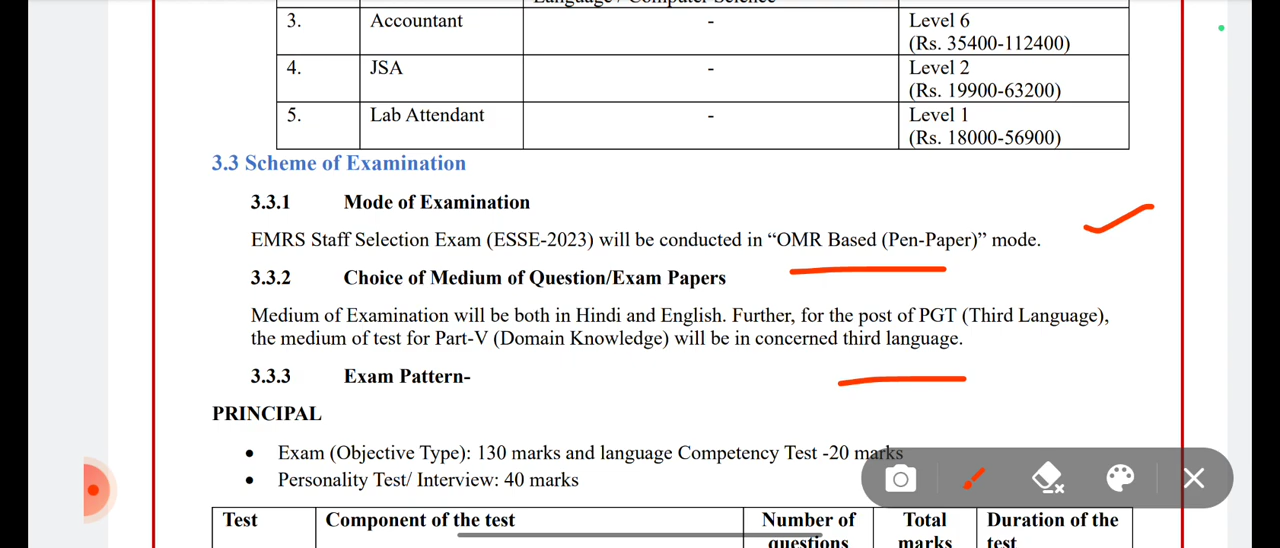 Language / Computer Science
3. Accountant - Level 6
(Rs. 35400-112400)
4. JSA - Level 2
(Rs. 19900-63200)
5. Lab Attendant - Level 1
(Rs. 18000-56900)
3.3 Scheme of Examination
3.3.1 Mode of Examination
EMRS Staff Selection Exam (ESSE-2023) will be conducted in “OMR Based (Pen-Paper)” mode.
3.3.2 Choice of Medium of Question/Exam Papers
Medium of Examination will be both in Hindi and English. Further, for the post of PGT (Third Language),
the medium of test for Part-V (Domain Knowledge) will be in concerned third language.
3.3.3 Exam Pattern-
PRINCIPAL
• Exam (Objective Type): 130 marks and language Competency Test -20 marks
• Personality Test/ Interview: 40 marks
Test Component of the test Number of Total Duration of the
questions marks test